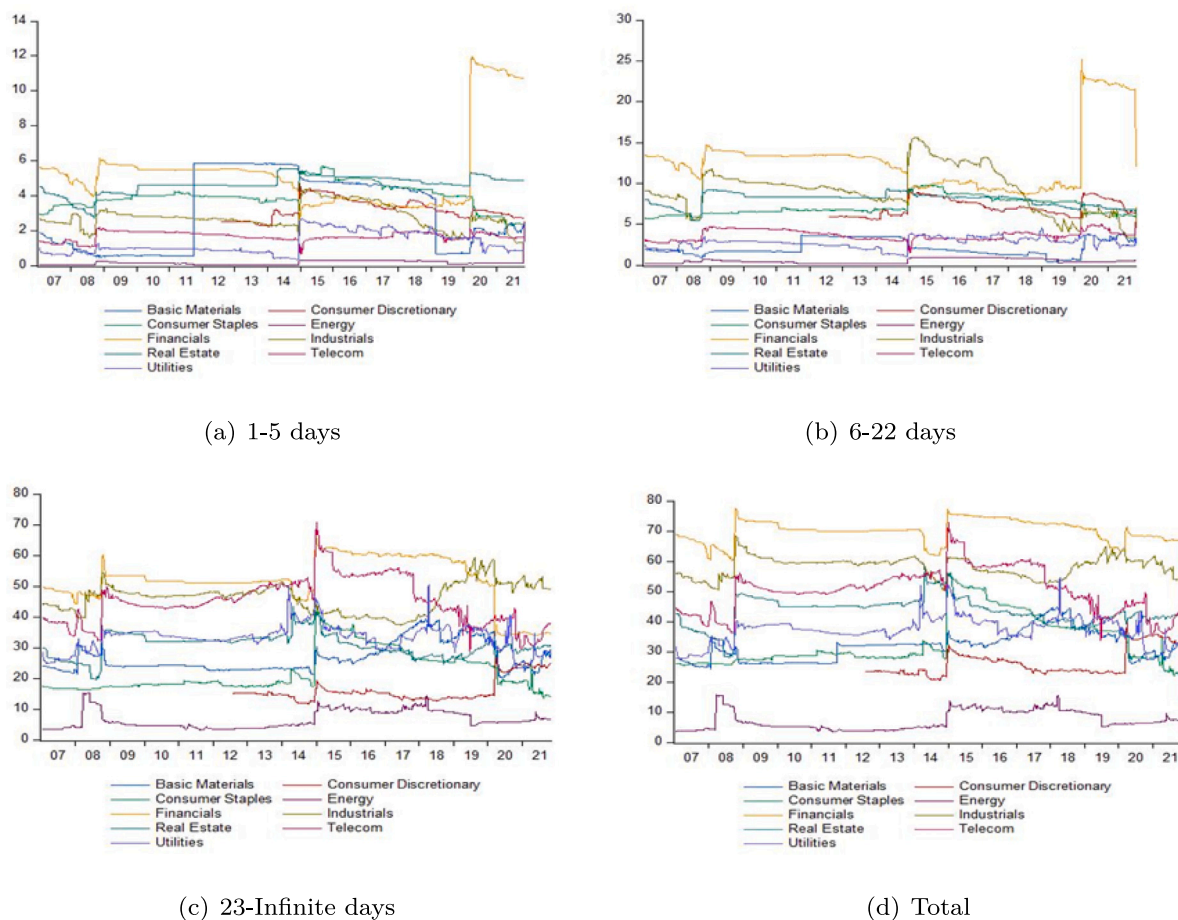 14
12
10
8
6
4
2
0
07 08 09 10 11 12 13 14 15 16 17 18 19 20 21
Basic Materials Consumer Discretionary
Consumer Staples Energy
Financials Industrials
Real Estate Telecom
Utilities
(a) 1-5 days
30
25
20
15
10
5
0
07 08 09 10 11 12 13 14 15 16 17 18 19 20 21
Basic Materials Consumer Discretionary
Consumer Staples Energy
Financials Industrials
Real Estate Telecom
Utilities
(b) 6-22 days
80
70
60
50
40
30
20
10
0
07 08 09 10 11 12 13 14 15 16 17 18 19 20 21
Basic Materials Consumer Discretionary
Consumer Staples Energy
Financials Industrials
Real Estate Telecom
Utilities
(c) 23-Infinite days
80
70
60
50
40
30
20
10
0
07 08 09 10 11 12 13 14 15 16 17 18 19 20 21
Basic Materials Consumer Discretionary
Consumer Staples Energy
Financials Industrials
Real Estate Telecom
Utilities
(d) Total